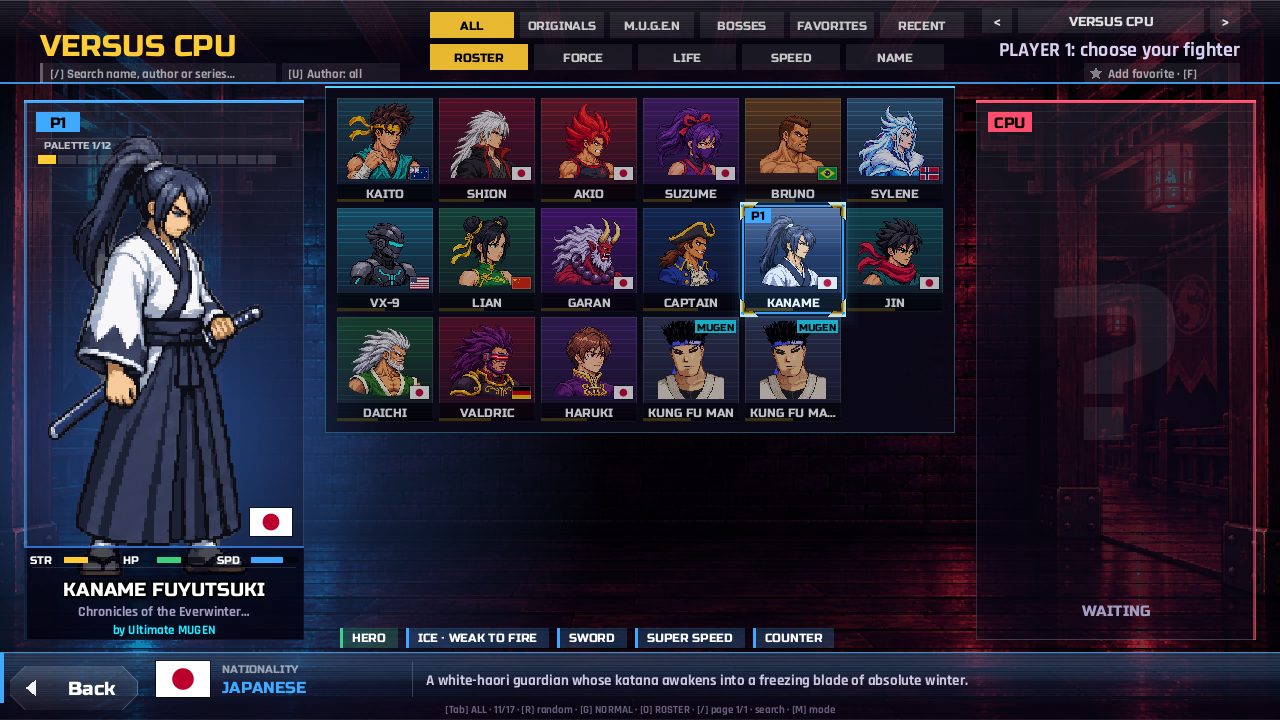 VERSUS CPU
[/] Search name, author or series...
[U] Author: all
ALL
ORIGINALS
M.U.G.E.N
BOSSES
FAVORITES
RECENT
ROSTER
FORCE
LIFE
SPEED
NAME
<
VERSUS CPU
>
PLAYER 1: choose your fighter
Add favorite · [F]
P1
PALETTE 1/12
STR
HP
SPD
KANAME FUYUTSUKI
Chronicles of the Everwinter...
by Ultimate MUGEN
KAITO
SHION
AKIO
SUZUME
BRUNO
SYLENE
VX-9
LIAN
GARAN
CAPTAIN
P1
KANAME
JIN
DAICHI
VALDRIC
HARUKI
MUGEN
KUNG FU MAN
MUGEN
KUNG FU MA...
CPU
?
WAITING
HERO
ICE · WEAK TO FIRE
SWORD
SUPER SPEED
COUNTER
Back
NATIONALITY
JAPANESE
A white-haori guardian whose katana awakens into a freezing blade of absolute winter.
[Tab] ALL · 11/17 · [R] random · [G] NORMAL · [O] ROSTER · [/] page 1/1 · search · [M] mode